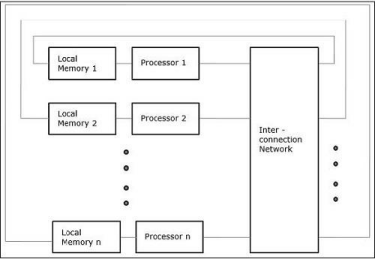 Local
Memory 1
Processor 1
Local
Memory 2
Processor 2
Inter -
connection
Network
Local
Memory n
Processor n